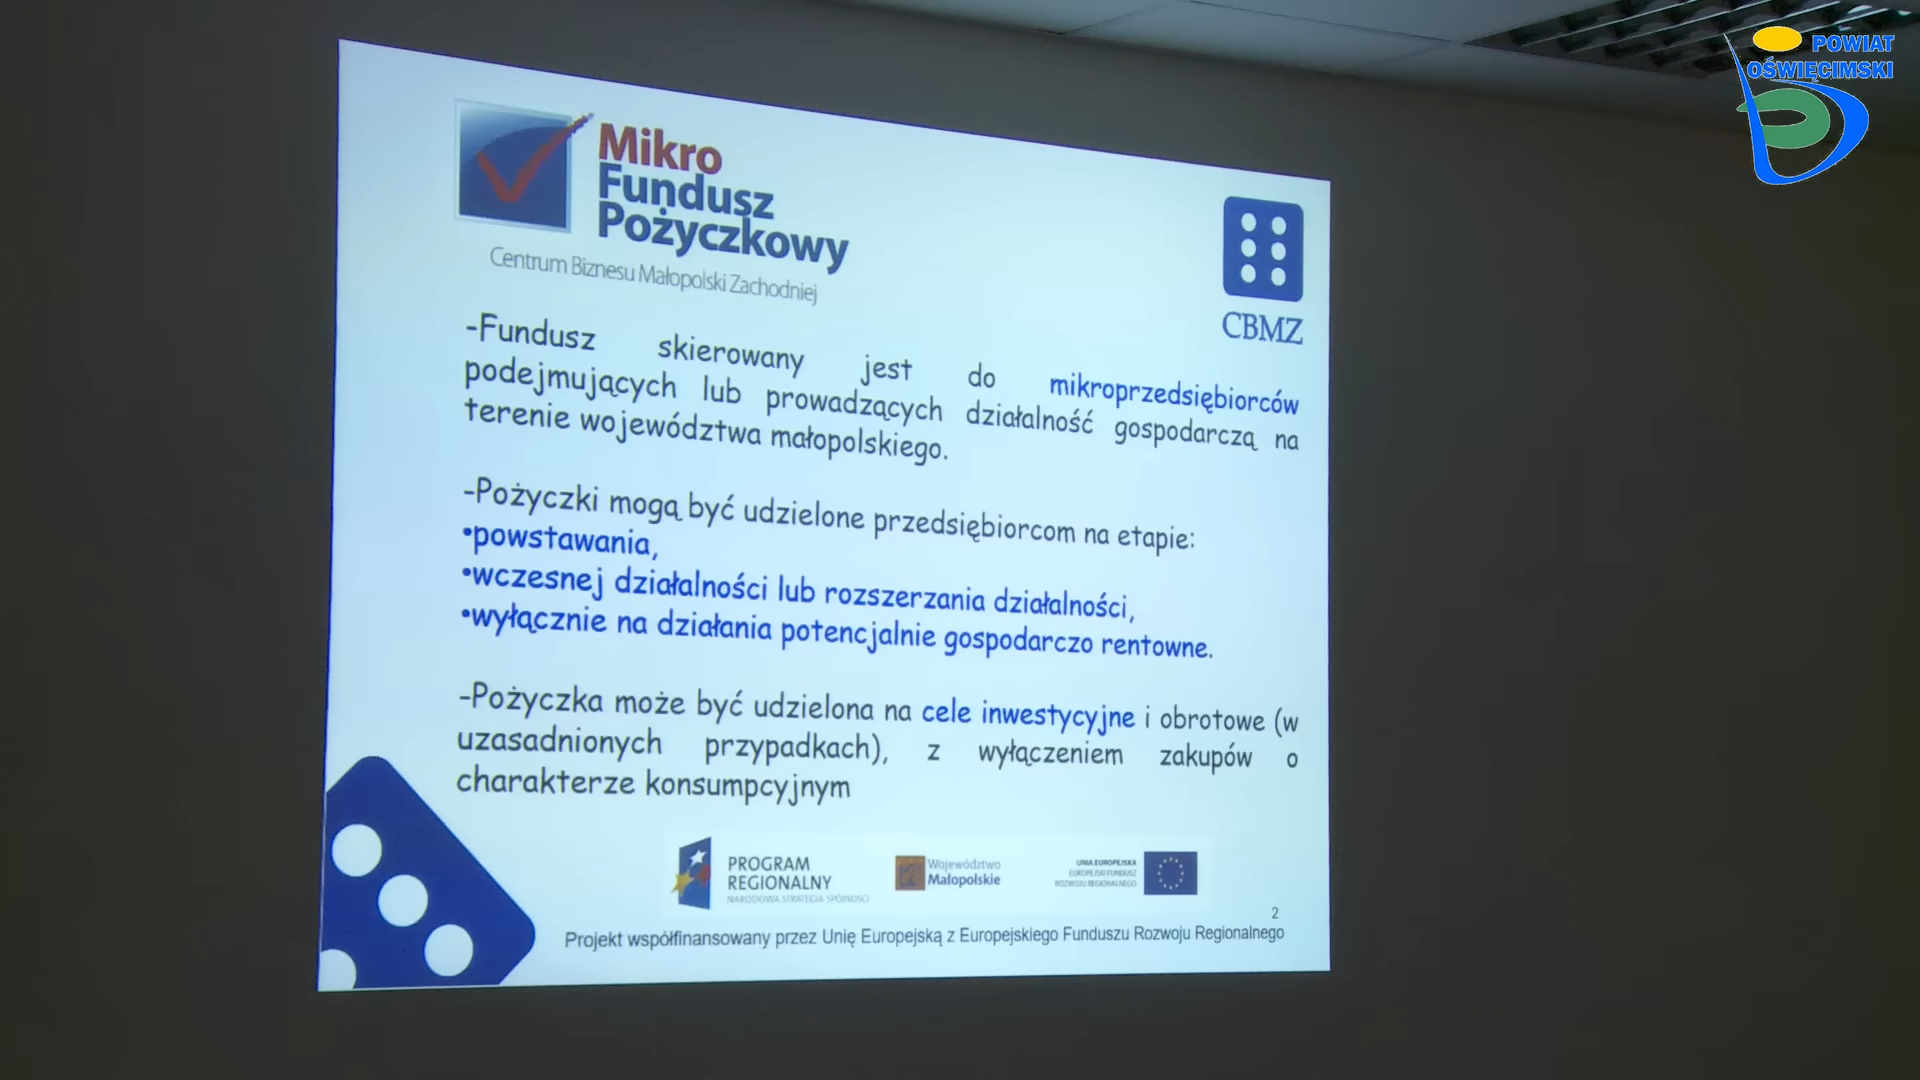 POWIAT
OŚWIĘCIMSKI
Mikro
Fundusz
Pożyczkowy
Centrum Biznesu Małopolski Zachodniej
CBMZ
-Fundusz skierowany jest do mikroprzedsiębiorców
podejmujących lub prowadzących działalność gospodarczą na
terenie województwa małopolskiego.
-Pożyczki mogą być udzielone przedsiębiorcom na etapie:
•powstawania,
•wczesnej działalności lub rozszerzania działalności,
•wyłącznie na działania potencjalnie gospodarczo rentowne.
-Pożyczka może być udzielona na cele inwestycyjne i obrotowe (w
uzasadnionych przypadkach), z wyłączeniem zakupów o
charakterze konsumpcyjnym
PROGRAM
REGIONALNY
NARODOWA STRATEGIA SPÓJNOŚCI
Województwo
Małopolskie
UNIA EUROPEJSKA
EUROPEJSKI FUNDUSZ
ROZWOJU REGIONALNEGO
2
Projekt współfinansowany przez Unię Europejską z Europejskiego Funduszu Rozwoju Regionalnego